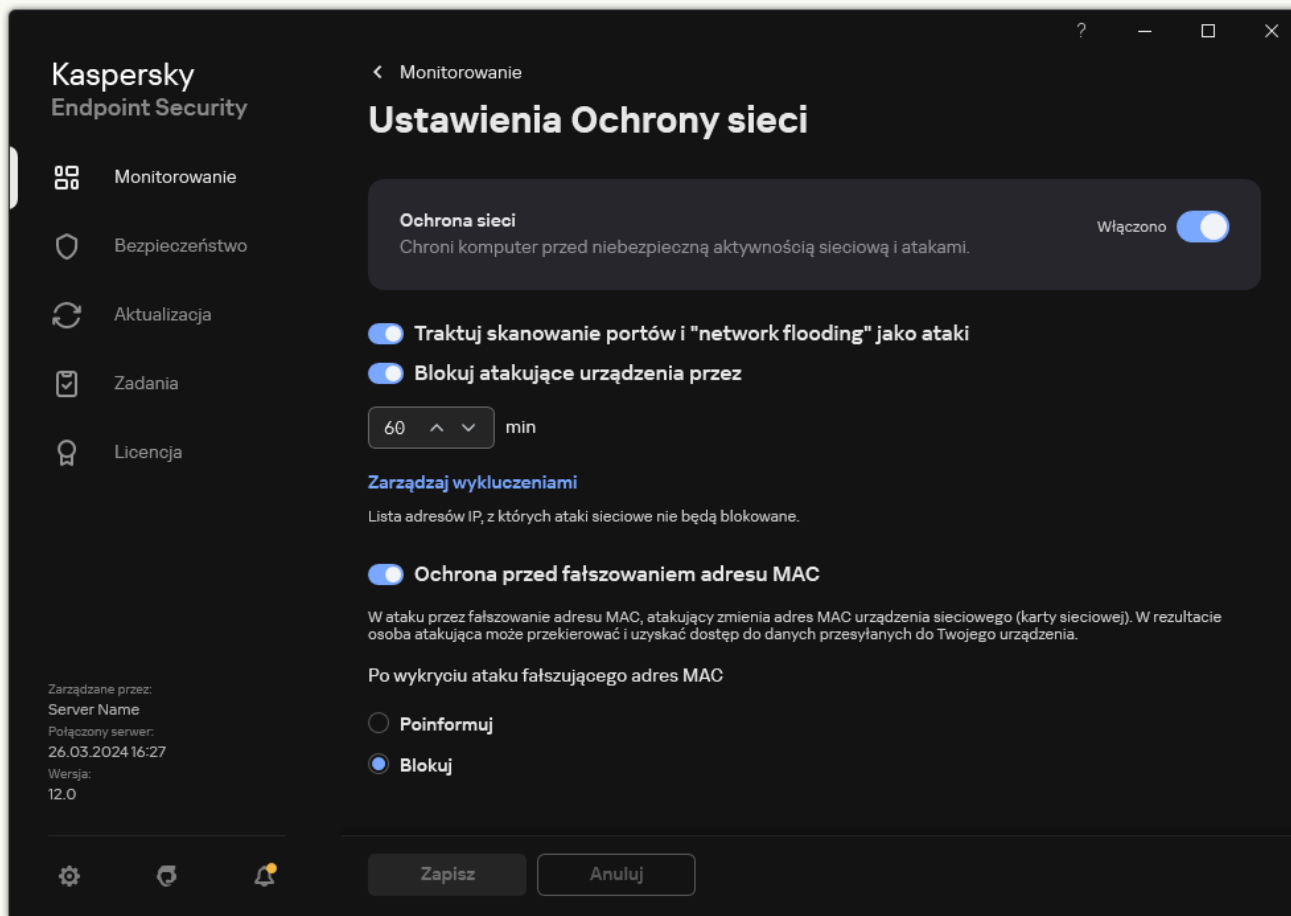 ?
Kaspersky
Endpoint Security
Monitorowanie
Bezpieczeństwo
Aktualizacja
Zadania
Licencja
Zarządzane przez:
Server Name
Połączony serwer:
26.03.2024 16:27
Wersja:
12.0
Monitorowanie
Ustawienia Ochrony sieci
Ochrona sieci
Chroni komputer przed niebezpieczną aktywnością sieciową i atakami.
Włączono
Traktuj skanowanie portów i "network flooding" jako ataki
Blokuj atakujące urządzenia przez
60 min
Zarządzaj wykluczeniami
Lista adresów IP, z których ataki sieciowe nie będą blokowane.
Ochrona przed fałszowaniem adresu MAC
W ataku przez fałszowanie adresu MAC, atakujący zmienia adres MAC urządzenia sieciowego (karty sieciowej). W rezultacie
osoba atakująca może przekierować i uzyskać dostęp do danych przesyłanych do Twojego urządzenia.
Po wykryciu ataku fałszującego adres MAC
Poinformuj
Blokuj
Zapisz
Anuluj